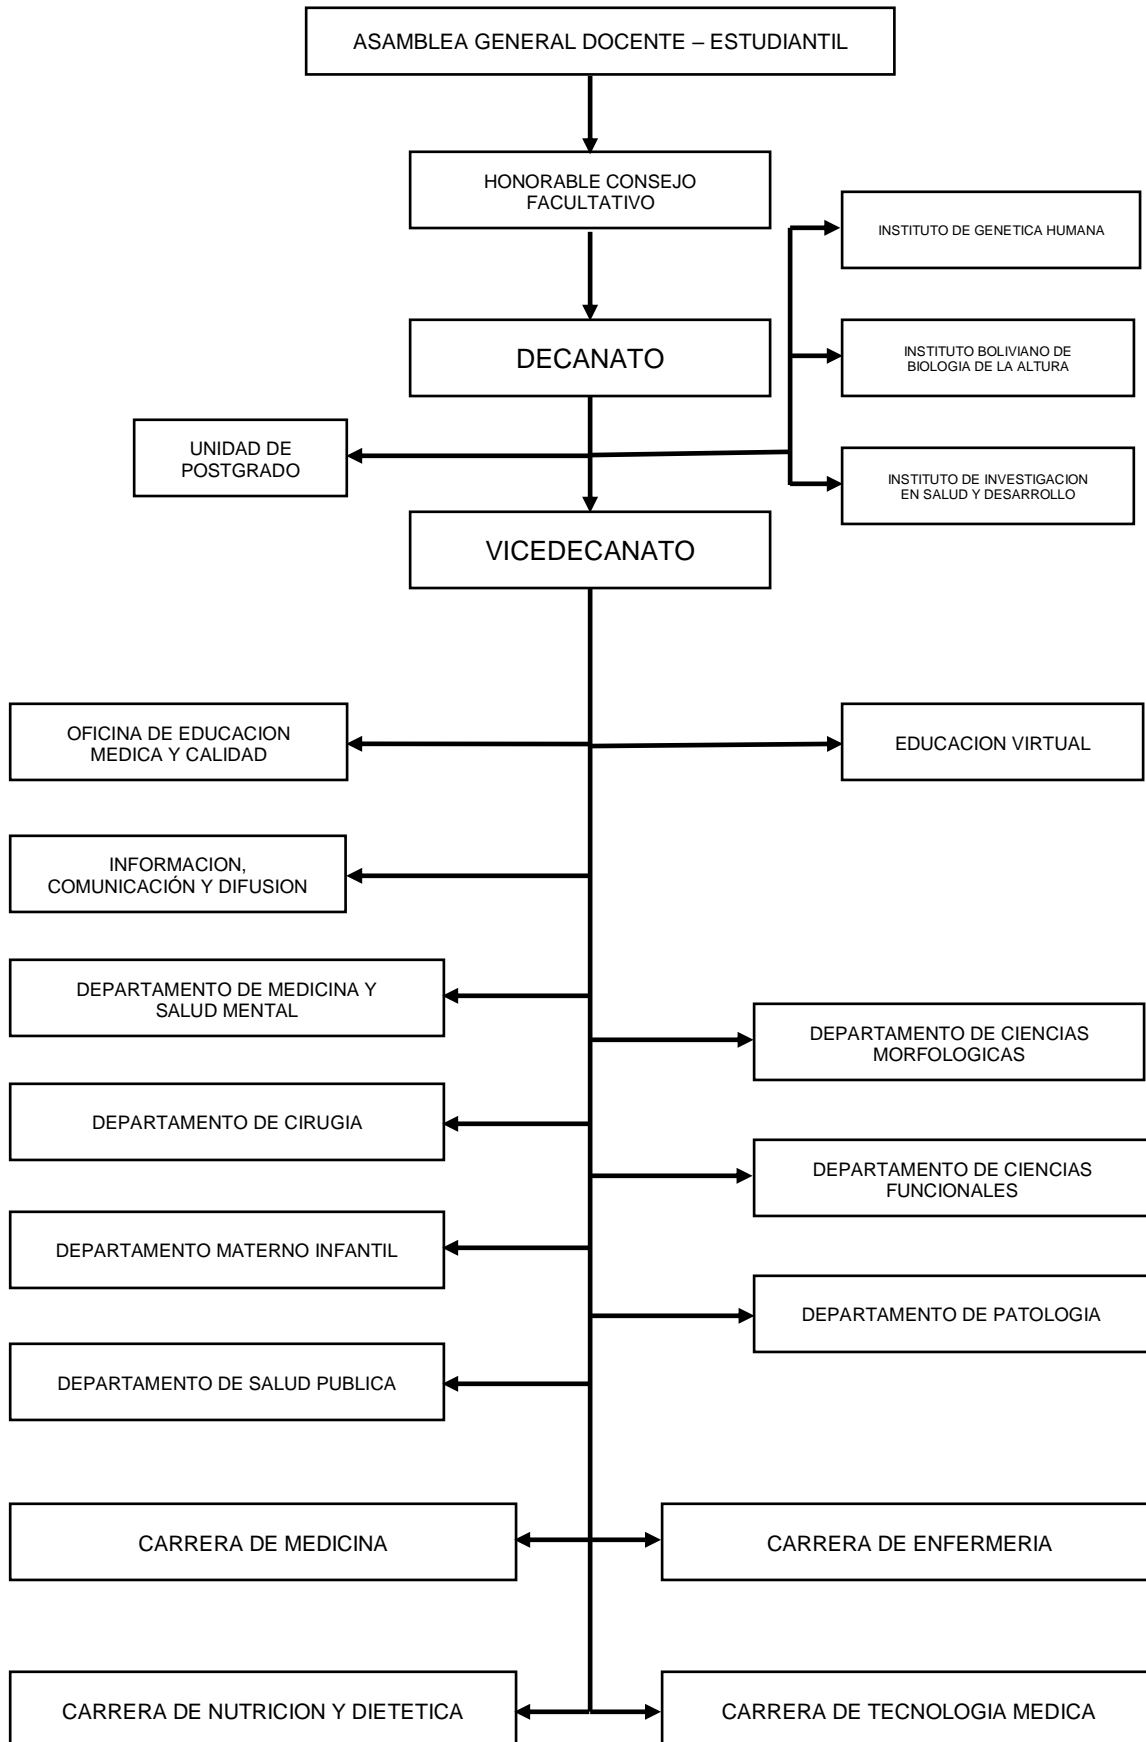 ASAMBLEA GENERAL DOCENTE – ESTUDIANTIL
HONORABLE CONSEJO
FACULTATIVO
INSTITUTO DE GENETICA HUMANA
DECANATO
INSTITUTO BOLIVIANO DE
BIOLOGIA DE LA ALTURA
UNIDAD DE
POSTGRADO
INSTITUTO DE INVESTIGACION
EN SALUD Y DESARROLLO
VICEDECANATO
OFICINA DE EDUCACION
MEDICA Y CALIDAD
EDUCACION VIRTUAL
INFORMACION,
COMUNICACIÓN Y DIFUSION
DEPARTAMENTO DE MEDICINA Y
SALUD MENTAL
DEPARTAMENTO DE CIENCIAS
MORFOLOGICAS
DEPARTAMENTO DE CIRUGIA
DEPARTAMENTO DE CIENCIAS
FUNCIONALES
DEPARTAMENTO MATERNO INFANTIL
DEPARTAMENTO DE PATOLOGIA
DEPARTAMENTO DE SALUD PUBLICA
CARRERA DE MEDICINA
CARRERA DE ENFERMERIA
CARRERA DE NUTRICION Y DIETETICA
CARRERA DE TECNOLOGIA MEDICA